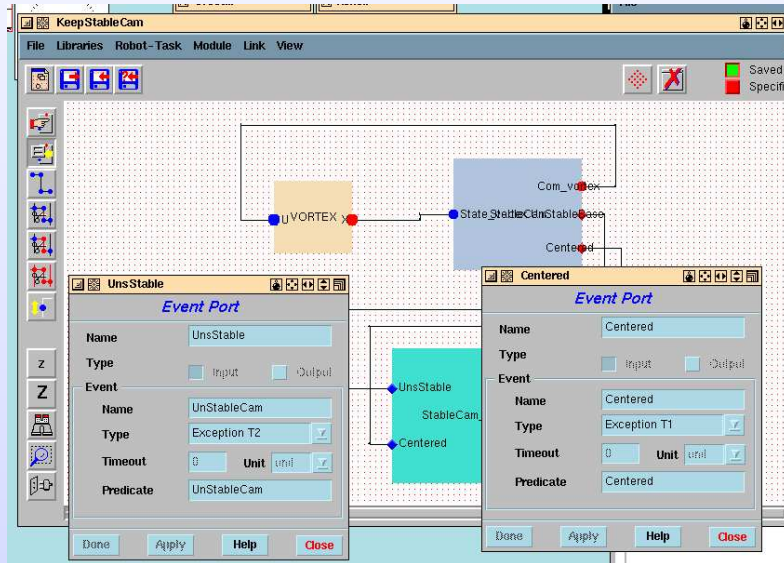 KeepStableCam
File Libraries Robot-Task Module Link View
Saved
Specifi
Com_vortex
U VORTEX X
Centered
UnsStable
Event Port
Name UnsStable
Type
Input Output
Event
Name UnStableCam
Type Exception T2
Timeout 0 Unit unit
Predicate UnStableCam
Done Apply Help Close
UnsStable
StableCam_
Centered
Centered
Event Port
Name Centered
Type
Input Output
Event
Name Centered
Type Exception T1
Timeout 0 Unit unit
Predicate Centered
Done Apply Help Close
z
Z